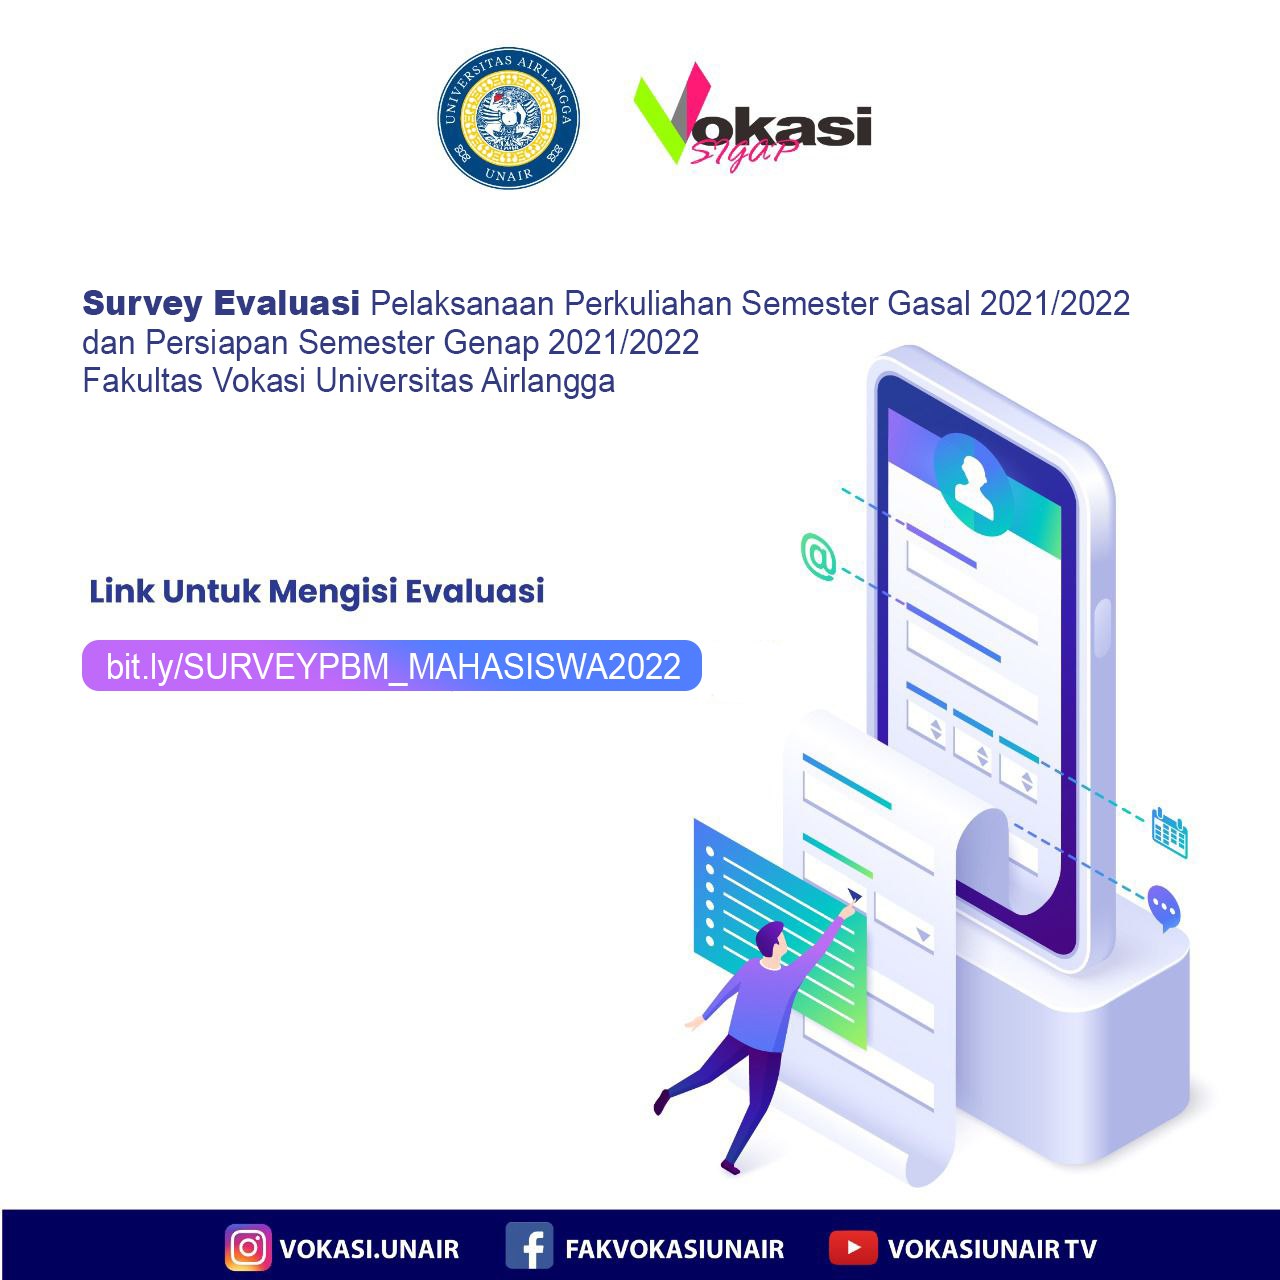 UNIVERSITAS AIRLANGGA
UNAIR
Vokasi
SIGAP
Survey Evaluasi Pelaksanaan Perkuliahan Semester Gasal 2021/2022
dan Persiapan Semester Genap 2021/2022
Fakultas Vokasi Universitas Airlangga
Link Untuk Mengisi Evaluasi
bit.ly/SURVEYPBM_MAHASISWA2022
@
VOKASI.UNAIR
FAKVOKASIUNAIR
VOKASIUNAIR TV